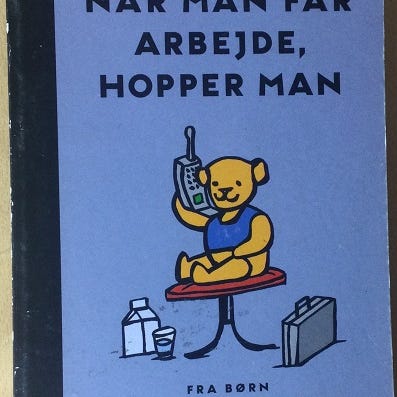 NÅR MAN FÅR
ARBEJDE,
HOPPER MAN
FRA BØRN